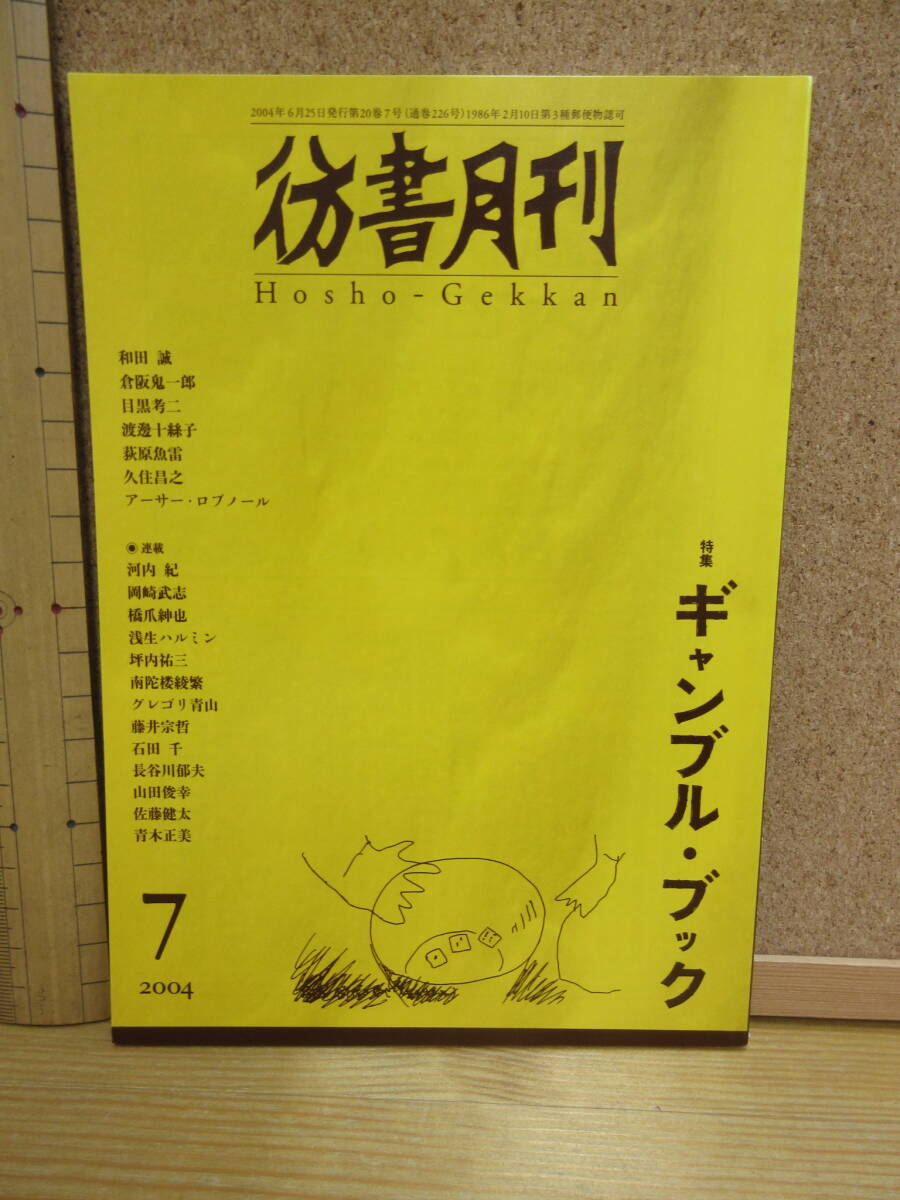 2004年6月25日発行第20巻7号(通巻226号)1986年2月10日第3種郵便物認可
彷書月刊
Hosho-Gekkan
和田 誠
倉阪鬼一郎
目黒考二
渡邊十絲子
荻原魚雷
久住昌之
アーサー・ロブノール
◉連載
河内 紀
岡崎武志
橋爪紳也
浅生ハルミン
坪内祐三
南陀楼綾繁
グレゴリ青山
藤井宗哲
石田 千
長谷川郁夫
山田俊幸
佐藤健太
青木正美
特集
ギャンブル・ブック
7
2004